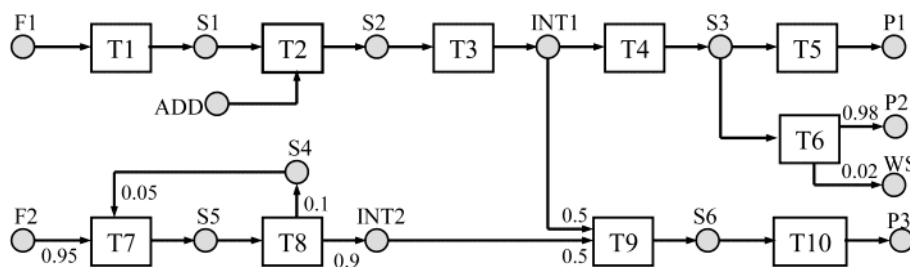 F1 S1 S2 INT1 S3 P1
T1 T2 T3 T4 T5
ADD
0.98 P2
T6
S4
0.02 WS
0.05 0.1
F2 S5 INT2 0.5 S6 P3
T7 T8 T9 T10
0.95 0.9 0.5